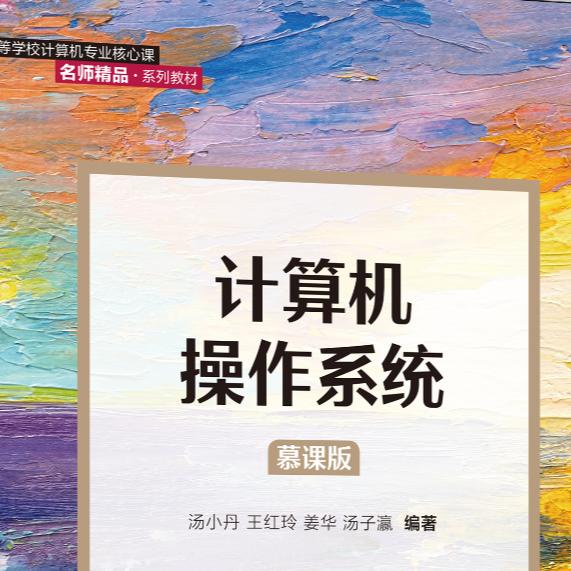 等学校计算机专业核心课
名师精品·系列教材
计算机
操作系统
慕课版
汤小丹 王红玲 姜华 汤子瀛 编著